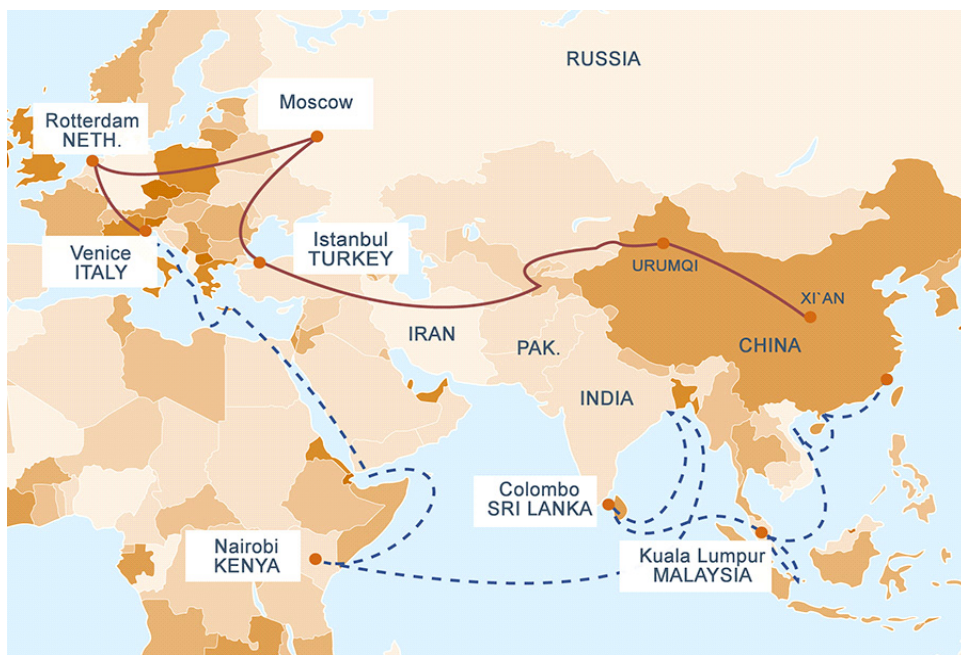 RUSSIA
Moscow
Rotterdam
NETH.
Istanbul
TURKEY
Venice
ITALY
URUMQI
XI`AN
IRAN
PAK.
CHINA
INDIA
Colombo
SRI LANKA
Nairobi
KENYA
Kuala Lumpur
MALAYSIA